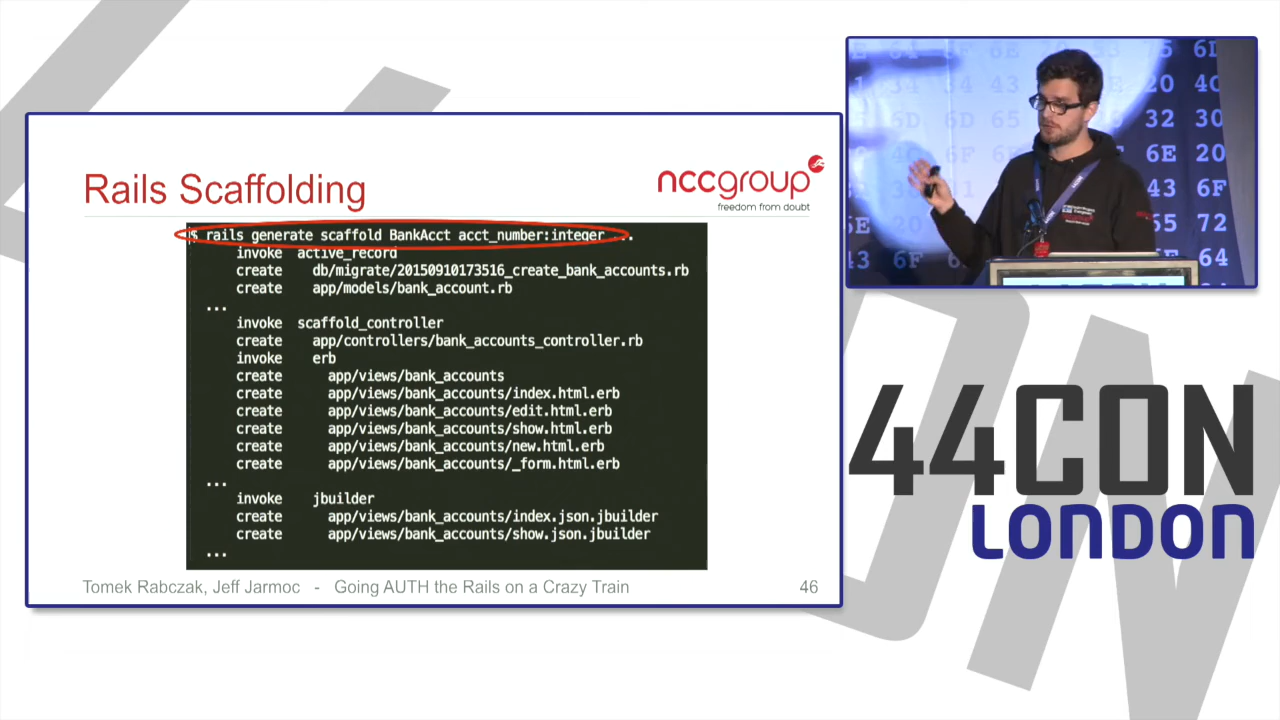 Rails Scaffolding
nccgroup
freedom from doubt
$ rails generate scaffold BankAcct acct_number:integer ...
invoke active_record
create db/migrate/20150910173516_create_bank_accounts.rb
create app/models/bank_account.rb
...
invoke scaffold_controller
create app/controllers/bank_accounts_controller.rb
invoke erb
create app/views/bank_accounts
create app/views/bank_accounts/index.html.erb
create app/views/bank_accounts/edit.html.erb
create app/views/bank_accounts/show.html.erb
create app/views/bank_accounts/new.html.erb
create app/views/bank_accounts/_form.html.erb
...
invoke jbuilder
create app/views/bank_accounts/index.json.jbuilder
create app/views/bank_accounts/show.json.jbuilder
...
Tomek Rabczak, Jeff Jarmoc - Going AUTH the Rails on a Crazy Train 46
44CON
LONDON